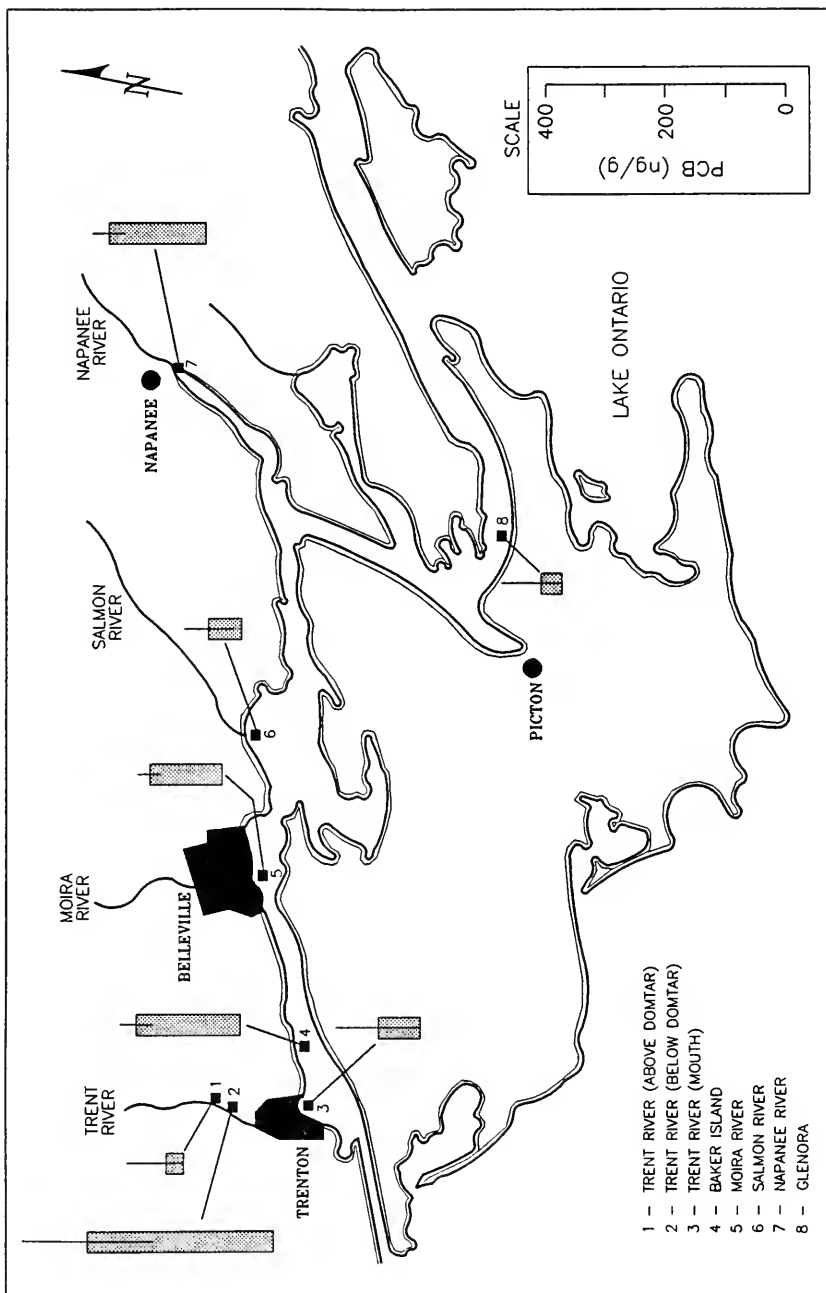 N
NAPANEE
RIVER
NAPANEE
7
SALMON
RIVER
6
MOIRA
RIVER
BELLEVILLE
5
4
TRENT
RIVER
1
2
TRENTON
3
8
PICTON
LAKE ONTARIO
SCALE
PCB (ng/g)
400
200
0
1 - TRENT RIVER (ABOVE DOMTAR)
2 - TRENT RIVER (BELOW DOMTAR)
3 - TRENT RIVER (MOUTH)
4 - BAKER ISLAND
5 - MOIRA RIVER
6 - SALMON RIVER
7 - NAPANEE RIVER
8 - GLENORA